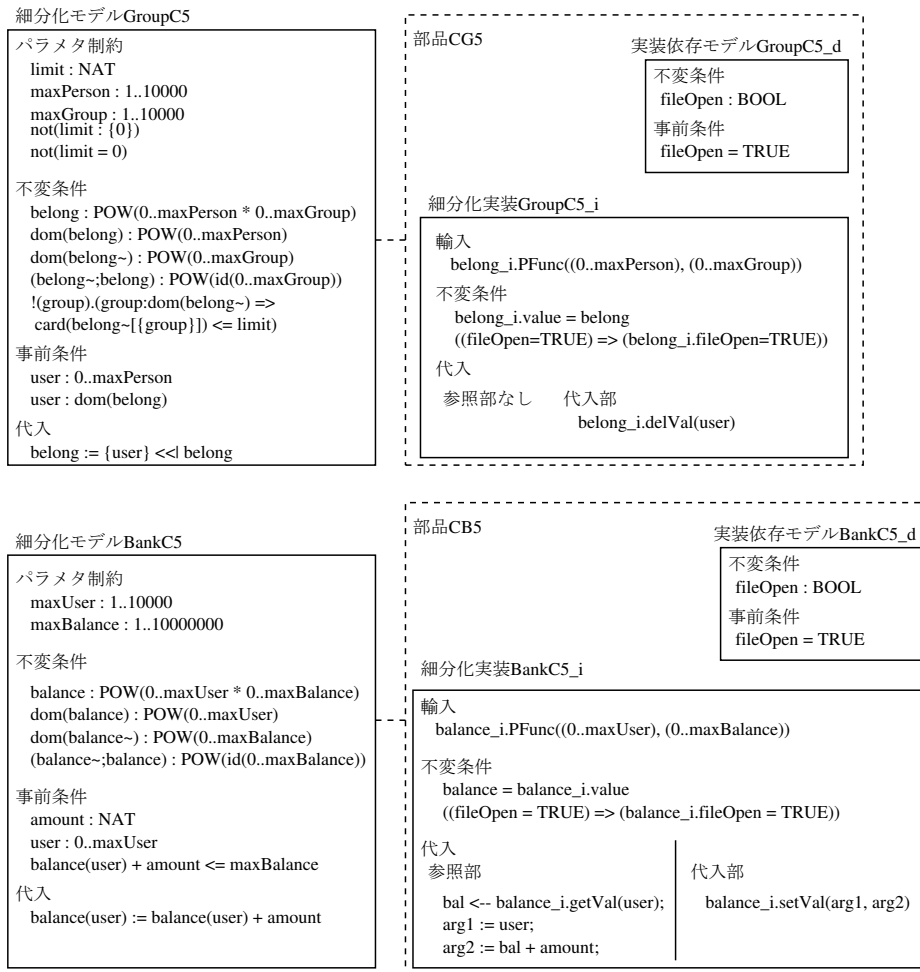 細分化モデルGroupC5
パラメタ制約
limit : NAT
maxPerson : 1..10000
maxGroup : 1..10000
not(limit : {0})
not(limit = 0)
不変条件
belong : POW(0..maxPerson * 0..maxGroup)
dom(belong) : POW(0..maxPerson)
dom(belong~) : POW(0..maxGroup)
(belong~;belong) : POW(id(0..maxGroup))
!(group).(group:dom(belong~) =>
card(belong~[{group}]) <= limit)
事前条件
user : 0..maxPerson
user : dom(belong)
代入
belong := {user} <<| belong
部品CG5
実装依存モデルGroupC5_d
不変条件
fileOpen : BOOL
事前条件
fileOpen = TRUE
細分化実装GroupC5_i
輸入
belong_i.PFunc((0..maxPerson), (0..maxGroup))
不変条件
belong_i.value = belong
((fileOpen=TRUE) => (belong_i.fileOpen=TRUE))
代入
参照部なし 代入部
belong_i.delVal(user)
細分化モデルBankC5
パラメタ制約
maxUser : 1..10000
maxBalance : 1..10000000
不変条件
balance : POW(0..maxUser * 0..maxBalance)
dom(balance) : POW(0..maxUser)
dom(balance~) : POW(0..maxBalance)
(balance~;balance) : POW(id(0..maxBalance))
事前条件
amount : NAT
user : 0..maxUser
balance(user) + amount <= maxBalance
代入
balance(user) := balance(user) + amount
部品CB5
実装依存モデルBankC5_d
不変条件
fileOpen : BOOL
事前条件
fileOpen = TRUE
細分化実装BankC5_i
輸入
balance_i.PFunc((0..maxUser), (0..maxBalance))
不変条件
balance = balance_i.value
((fileOpen = TRUE) => (balance_i.fileOpen = TRUE))
代入
参照部
bal <-- balance_i.getVal(user);
arg1 := user;
arg2 := bal + amount;
代入部
balance_i.setVal(arg1, arg2)